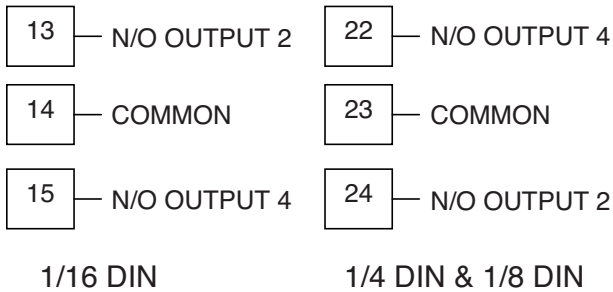 13 N/O OUTPUT 2
14 COMMON
15 N/O OUTPUT 4
1/16 DIN
22 N/O OUTPUT 4
23 COMMON
24 N/O OUTPUT 2
1/4 DIN & 1/8 DIN